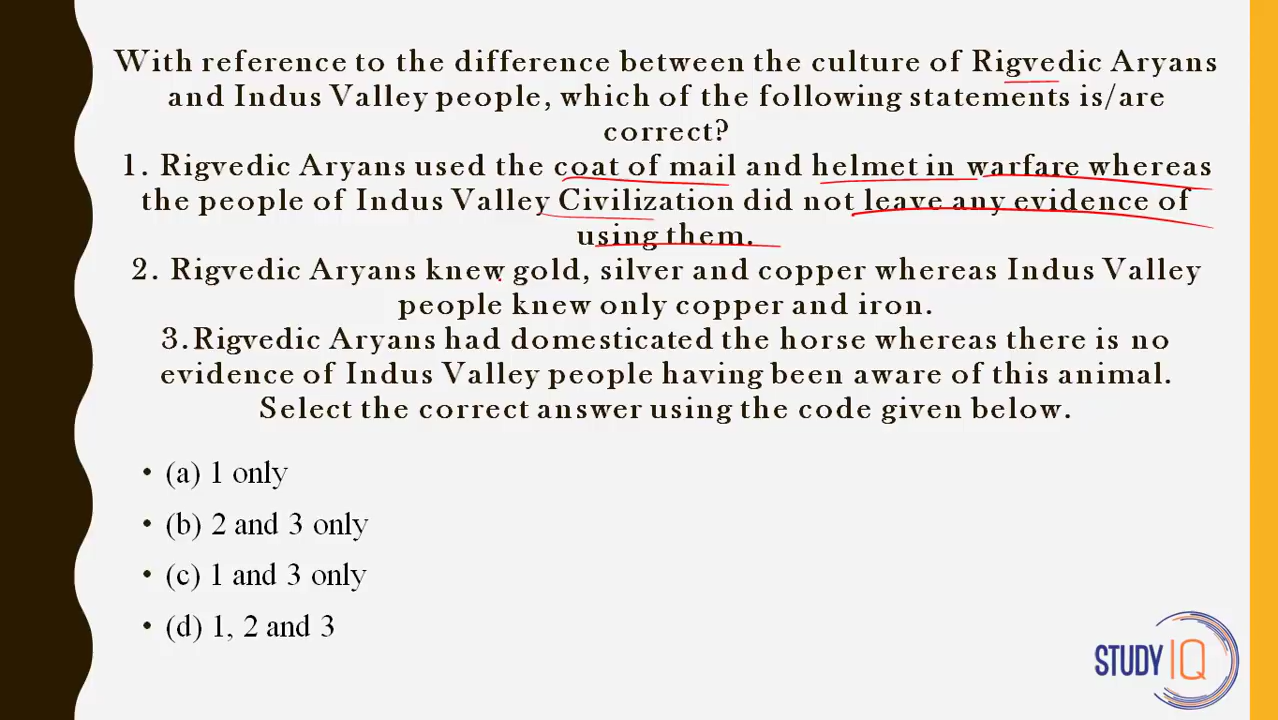 With reference to the difference between the culture of Rigvedic Aryans
and Indus Valley people, which of the following statements is/are
correct?
1. Rigvedic Aryans used the coat of mail and helmet in warfare whereas
the people of Indus Valley Civilization did not leave any evidence of
using them.
2. Rigvedic Aryans knew gold, silver and copper whereas Indus Valley
people knew only copper and iron.
3.Rigvedic Aryans had domesticated the horse whereas there is no
evidence of Indus Valley people having been aware of this animal.
Select the correct answer using the code given below.
• (a) 1 only
• (b) 2 and 3 only
• (c) 1 and 3 only
• (d) 1, 2 and 3
STUDY IQ